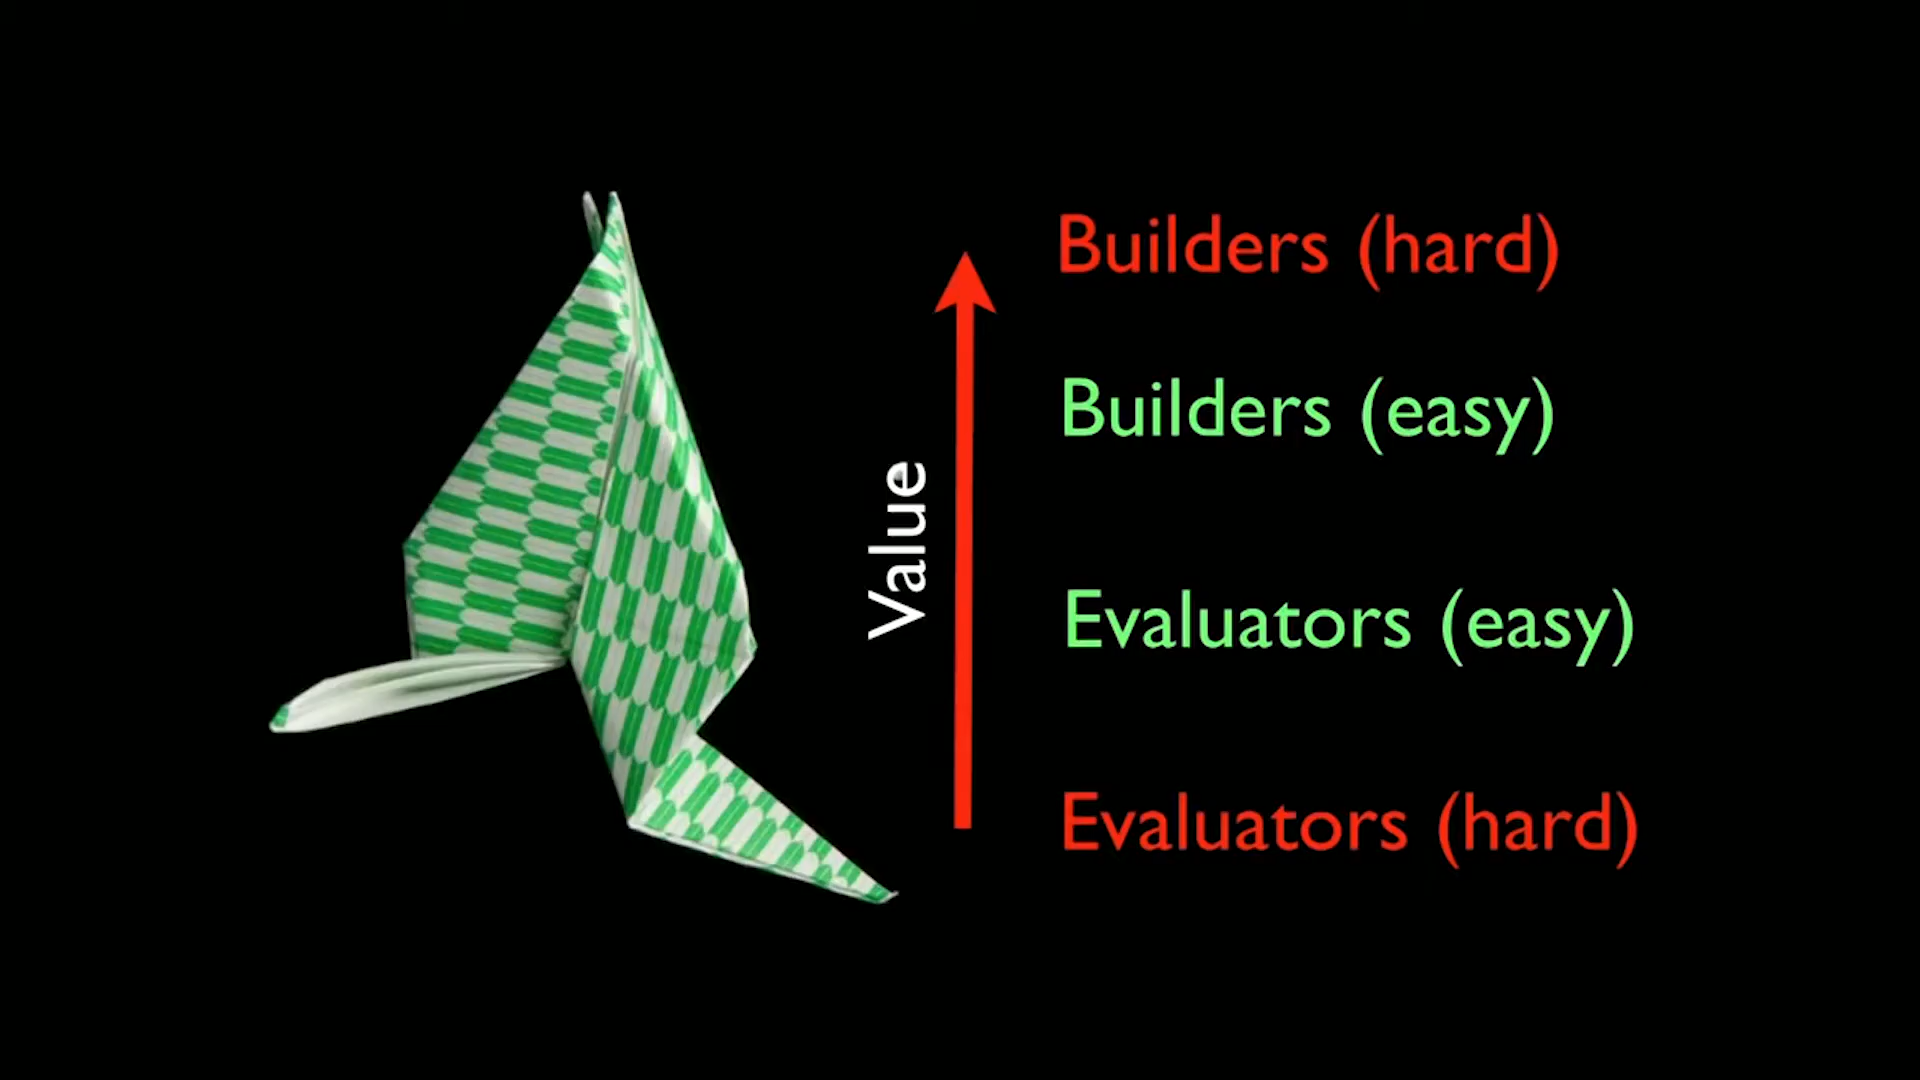 Value
Builders (hard)
Builders (easy)
Evaluators (easy)
Evaluators (hard)